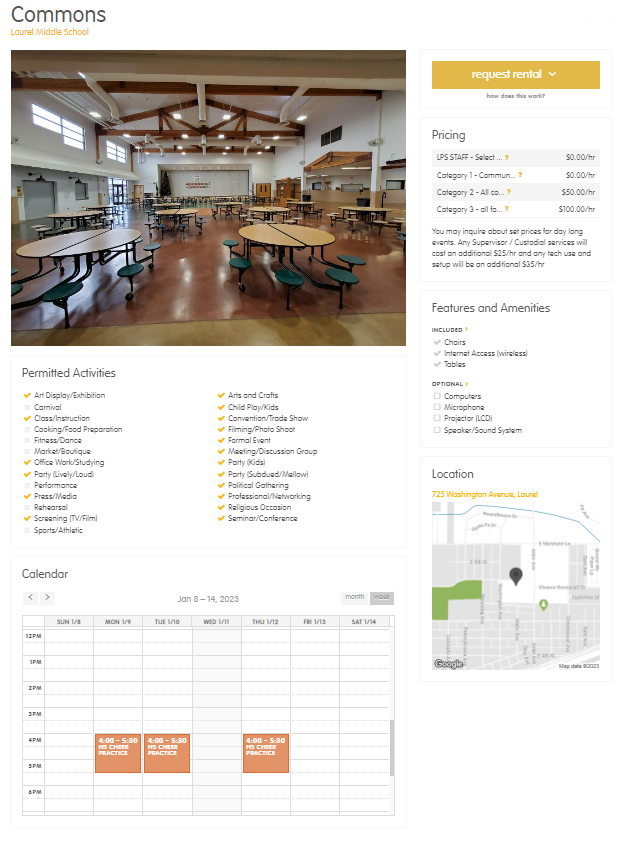 Commons
Laurel Middle School
request rental
how does this work?
Pricing
LPS STAFF - Select ... ? $0.00/hr
Category 1 - Commun... ? $0.00/hr
Category 2 - All co... ? $50.00/hr
Category 3 - all fo... ? $100.00/hr
You may inquire about set prices for day long
events. Any Supervisor / Custodial services will
cost an additional $25/hr and any tech use and
setup will be an additional $35/hr
Features and Amenities
INCLUDED ?
Chairs
Internet Access (wireless)
Tables
OPTIONAL ?
Computers
Microphone
Projector (LCD)
Speaker/Sound System
Location
725 Washington Avenue, Laurel
E Maryland Ln
Google
Map data ©2023
Permitted Activities
Art Display/Exhibition
Carnival
Class/Instruction
Cooking/Food Preparation
Fitness/Dance
Market/Boutique
Office Work/Studying
Party (Lively/Loud)
Performance
Press/Media
Rehearsal
Screening (TV/Film)
Sports/Athletic
Arts and Crafts
Child Play/Kids
Convention/Trade Show
Filming/Photo Shoot
Formal Event
Meeting/Discussion Group
Party (Kids)
Party (Subdued/Mellow)
Political Gathering
Professional/Networking
Religious Occasion
Seminar/Conference
Calendar
Jan 8 – 14, 2023
month week
SUN 1/8 MON 1/9 TUE 1/10 WED 1/11 THU 1/12 FRI 1/13 SAT 1/14
12PM
1PM
2PM
3PM
4PM
4:00 - 5:30
HS CHEER
PRACTICE
4:00 - 5:30
HS CHEER
PRACTICE
4:00 - 5:30
HS CHEER
PRACTICE
5PM
6PM